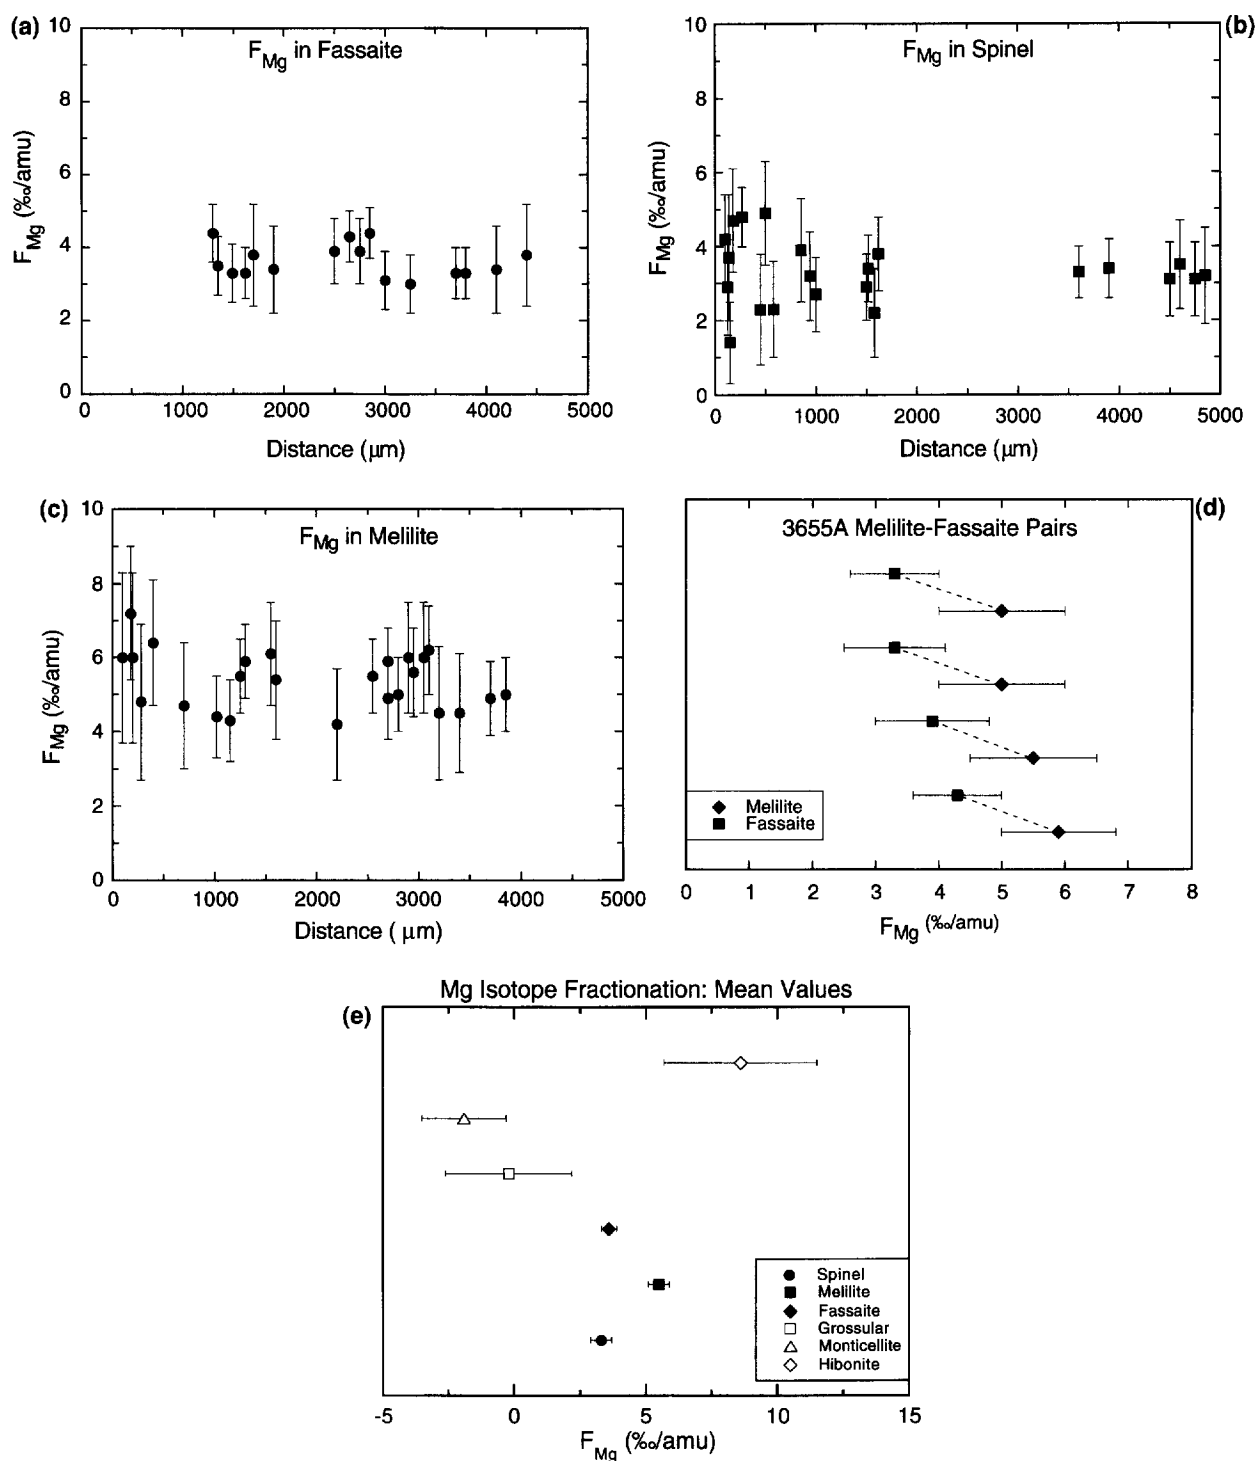 (a)
F_Mg in Fassaite
10
8
6
4
2
0
F_Mg (‰/amu)
0 1000 2000 3000 4000 5000
Distance (μm)
(b)
F_Mg in Spinel
10
8
6
4
2
0
F_Mg (‰/amu)
0 1000 2000 3000 4000 5000
Distance (μm)
(c)
F_Mg in Melilite
10
8
6
4
2
0
F_Mg (‰/amu)
0 1000 2000 3000 4000 5000
Distance ( μm)
(d)
3655A Melilite-Fassaite Pairs
Melilite
Fassaite
0 1 2 3 4 5 6 7 8
F_Mg (‰/amu)
Mg Isotope Fractionation: Mean Values
(e)
Spinel
Melilite
Fassaite
Grossular
Monticellite
Hibonite
-5 0 5 10 15
F_Mg (‰/amu)